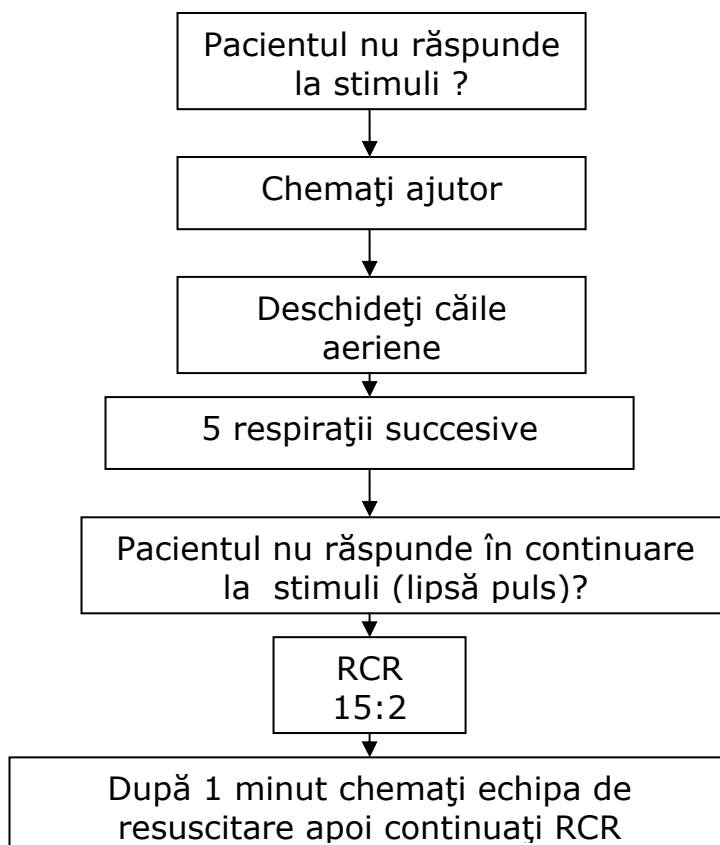 Pacientul nu răspunde
la stimuli ?
Chemaţi ajutor
Deschideţi căile
aeriene
5 respiraţii succesive
Pacientul nu răspunde în continuare
la stimuli (lipsă puls)?
RCR
15:2
După 1 minut chemaţi echipa de
resuscitare apoi continuaţi RCR